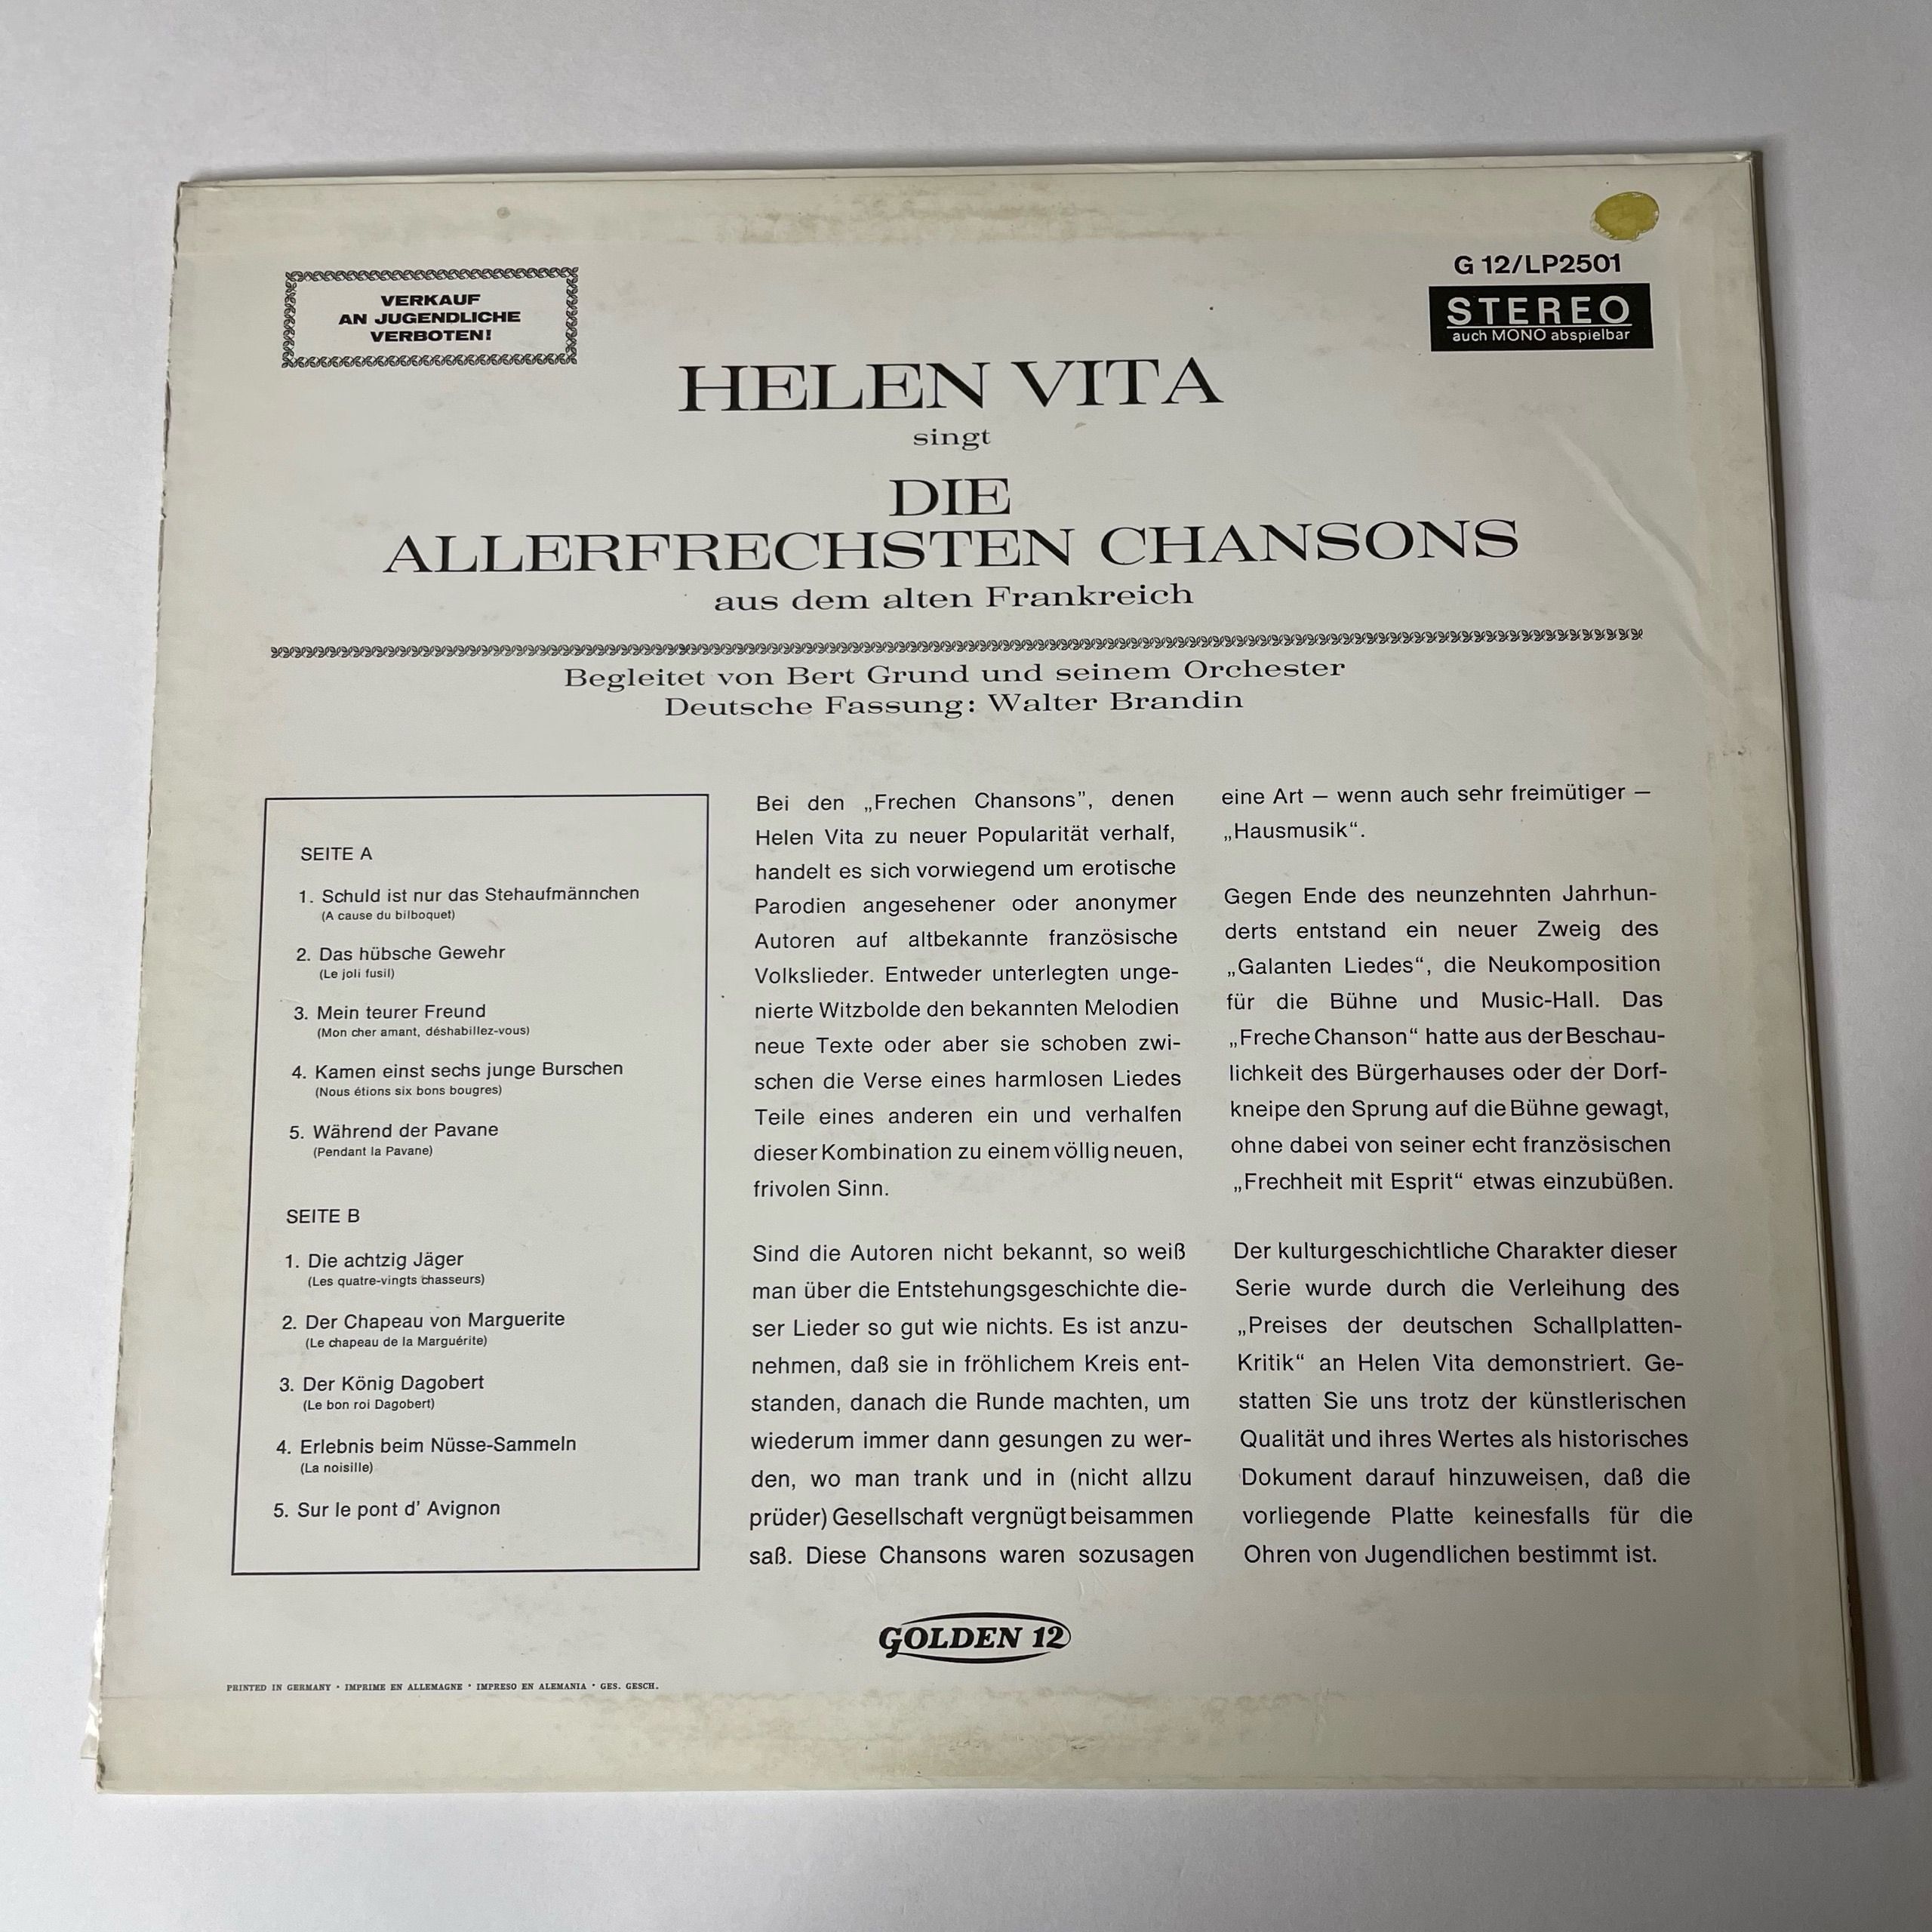 VERKAUF
AN JUGENDLICHE
VERBOTEN!
G 12/LP2501
STEREO
auch MONO abspielbar
HELEN VITA
singt
DIE
ALLERFRECHSTEN CHANSONS
aus dem alten Frankreich
Begleitet von Bert Grund und seinem Orchester
Deutsche Fassung: Walter Brandin
SEITE A
1. Schuld ist nur das Stehaufmännchen
(A cause du bilboquet)
2. Das hübsche Gewehr
(Le joli fusil)
3. Mein teurer Freund
(Mon cher amant, déshabillez-vous)
4. Kamen einst sechs junge Burschen
(Nous étions six bons bougres)
5. Während der Pavane
(Pendant la Pavane)
SEITE B
1. Die achtzig Jäger
(Les quatre-vingts chasseurs)
2. Der Chapeau von Marguerite
(Le chapeau de la Marguérite)
3. Der König Dagobert
(Le bon roi Dagobert)
4. Erlebnis beim Nüsse-Sammeln
(La noisille)
5. Sur le pont d' Avignon
Bei den „Frechen Chansons”, denen
Helen Vita zu neuer Popularität verhalf,
handelt es sich vorwiegend um erotische
Parodien angesehener oder anonymer
Autoren auf altbekannte französische
Volkslieder. Entweder unterlegten unge-
nierte Witzbolde den bekannten Melodien
neue Texte oder aber sie schoben zwi-
schen die Verse eines harmlosen Liedes
Teile eines anderen ein und verhalfen
dieser Kombination zu einem völlig neuen,
frivolen Sinn.
Sind die Autoren nicht bekannt, so weiß
man über die Entstehungsgeschichte die-
ser Lieder so gut wie nichts. Es ist anzu-
nehmen, daß sie in fröhlichem Kreis ent-
standen, danach die Runde machten, um
wiederum immer dann gesungen zu wer-
den, wo man trank und in (nicht allzu
prüder) Gesellschaft vergnügt beisammen
saß. Diese Chansons waren sozusagen
eine Art — wenn auch sehr freimütiger —
„Hausmusik“.
Gegen Ende des neunzehnten Jahrhun-
derts entstand ein neuer Zweig des
„Galanten Liedes“, die Neukomposition
für die Bühne und Music-Hall. Das
„Freche Chanson“ hatte aus der Beschau-
lichkeit des Bürgerhauses oder der Dorf-
kneipe den Sprung auf die Bühne gewagt,
ohne dabei von seiner echt französischen
„Frechheit mit Esprit“ etwas einzubüßen.
Der kulturgeschichtliche Charakter dieser
Serie wurde durch die Verleihung des
„Preises der deutschen Schallplatten-
Kritik“ an Helen Vita demonstriert. Ge-
statten Sie uns trotz der künstlerischen
Qualität und ihres Wertes als historisches
Dokument darauf hinzuweisen, daß die
vorliegende Platte keinesfalls für die
Ohren von Jugendlichen bestimmt ist.
GOLDEN 12
PRINTED IN GERMANY · IMPRIME EN ALLEMAGNE · IMPRESO EN ALEMANIA · GES. GESCH.